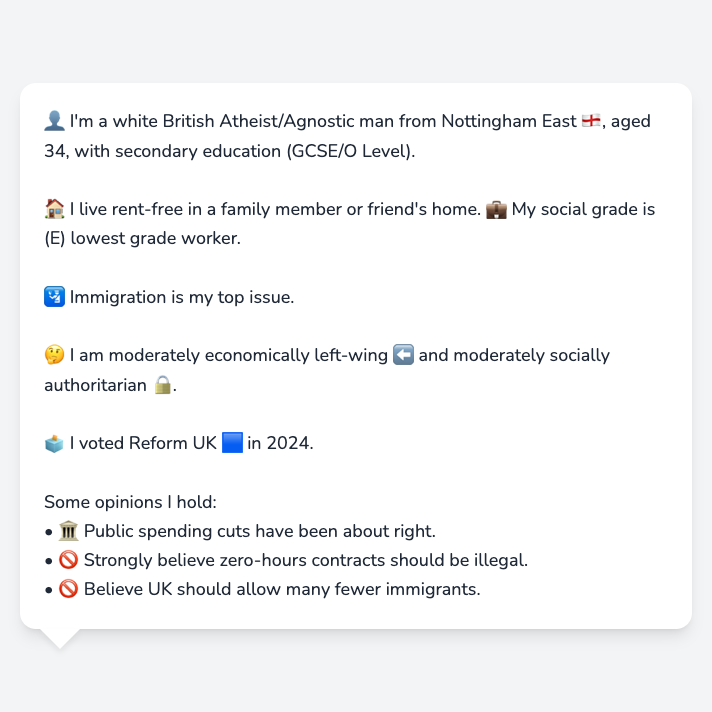 👤 I'm a white British Atheist/Agnostic man from Nottingham East 🏴󠁧󠁢󠁥󠁮󠁧󠁿, aged
34, with secondary education (GCSE/O Level).
🏠 I live rent-free in a family member or friend's home. 💼 My social grade is
(E) lowest grade worker.
🛂 Immigration is my top issue.
🤔 I am moderately economically left-wing ⬅️ and moderately socially
authoritarian 🔒.
🗳️ I voted Reform UK 🟦 in 2024.
Some opinions I hold:
• 🏛️ Public spending cuts have been about right.
• 🚫 Strongly believe zero-hours contracts should be illegal.
• 🚫 Believe UK should allow many fewer immigrants.